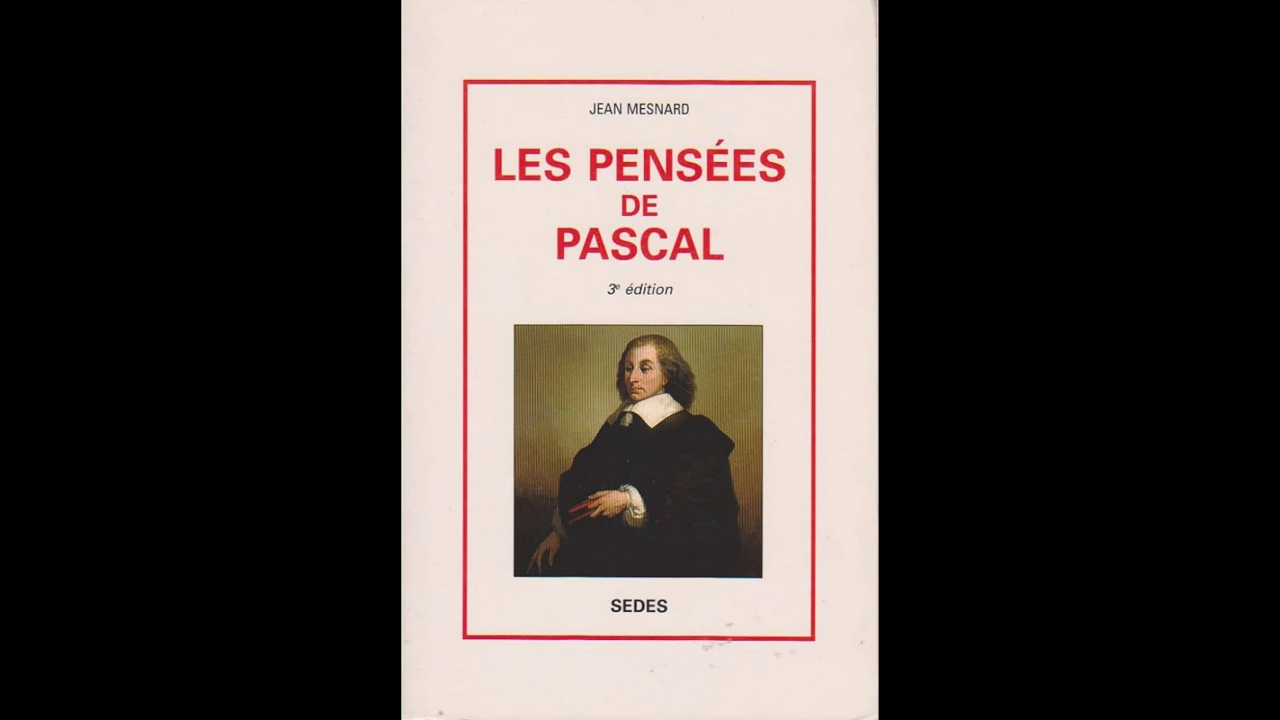 JEAN MESNARD
LES PENSÉES
DE
PASCAL
3e édition
SEDES